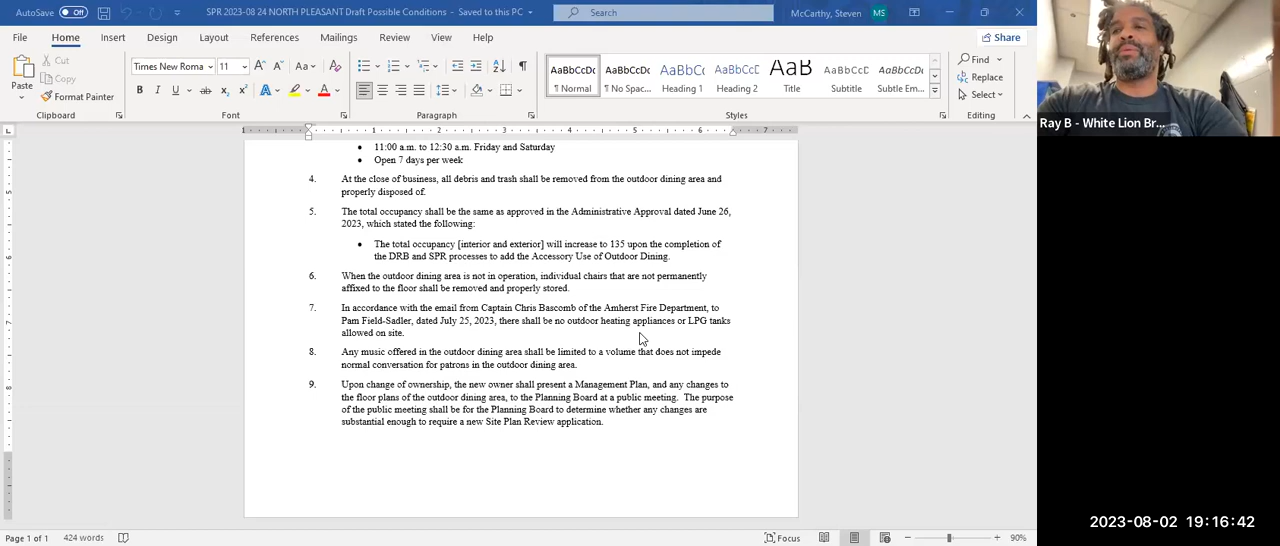 AutoSave Off SPR 2023-08 24 NORTH PLEASANT Draft Possible Conditions - Saved to this PC Search McCarthy, Steven MS
File Home Insert Design Layout References Mailings Review View Help Share
Paste Cut Copy Format Painter
Times New Roma 11 Aa
B I U ab x₂ x² A A
AaBbCcDc AaBbCcDc AaBbCc AaBbCcD AaB AaBbCcD AaBbCcDc
¶ Normal ¶ No Spac... Heading 1 Heading 2 Title Subtitle Subtle Em...
Find Replace Select
Clipboard Font Paragraph Styles Editing
1 1 2 3 4 5 6 7
11:00 a.m. to 12:30 a.m. Friday and Saturday
Open 7 days per week
4. At the close of business, all debris and trash shall be removed from the outdoor dining area and
properly disposed of.
5. The total occupancy shall be the same as approved in the Administrative Approval dated June 26,
2023, which stated the following:
The total occupancy [interior and exterior] will increase to 135 upon the completion of
the DRB and SPR processes to add the Accessory Use of Outdoor Dining.
6. When the outdoor dining area is not in operation, individual chairs that are not permanently
affixed to the floor shall be removed and properly stored.
7. In accordance with the email from Captain Chris Bascomb of the Amherst Fire Department, to
Pam Field-Sadler, dated July 25, 2023, there shall be no outdoor heating appliances or LPG tanks
allowed on site.
8. Any music offered in the outdoor dining area shall be limited to a volume that does not impede
normal conversation for patrons in the outdoor dining area.
9. Upon change of ownership, the new owner shall present a Management Plan, and any changes to
the floor plans of the outdoor dining area, to the Planning Board at a public meeting. The purpose
of the public meeting shall be for the Planning Board to determine whether any changes are
substantial enough to require a new Site Plan Review application.
Page 1 of 1 424 words Focus 90%
Ray B - White Lion Br...
2023-08-02 19:16:42